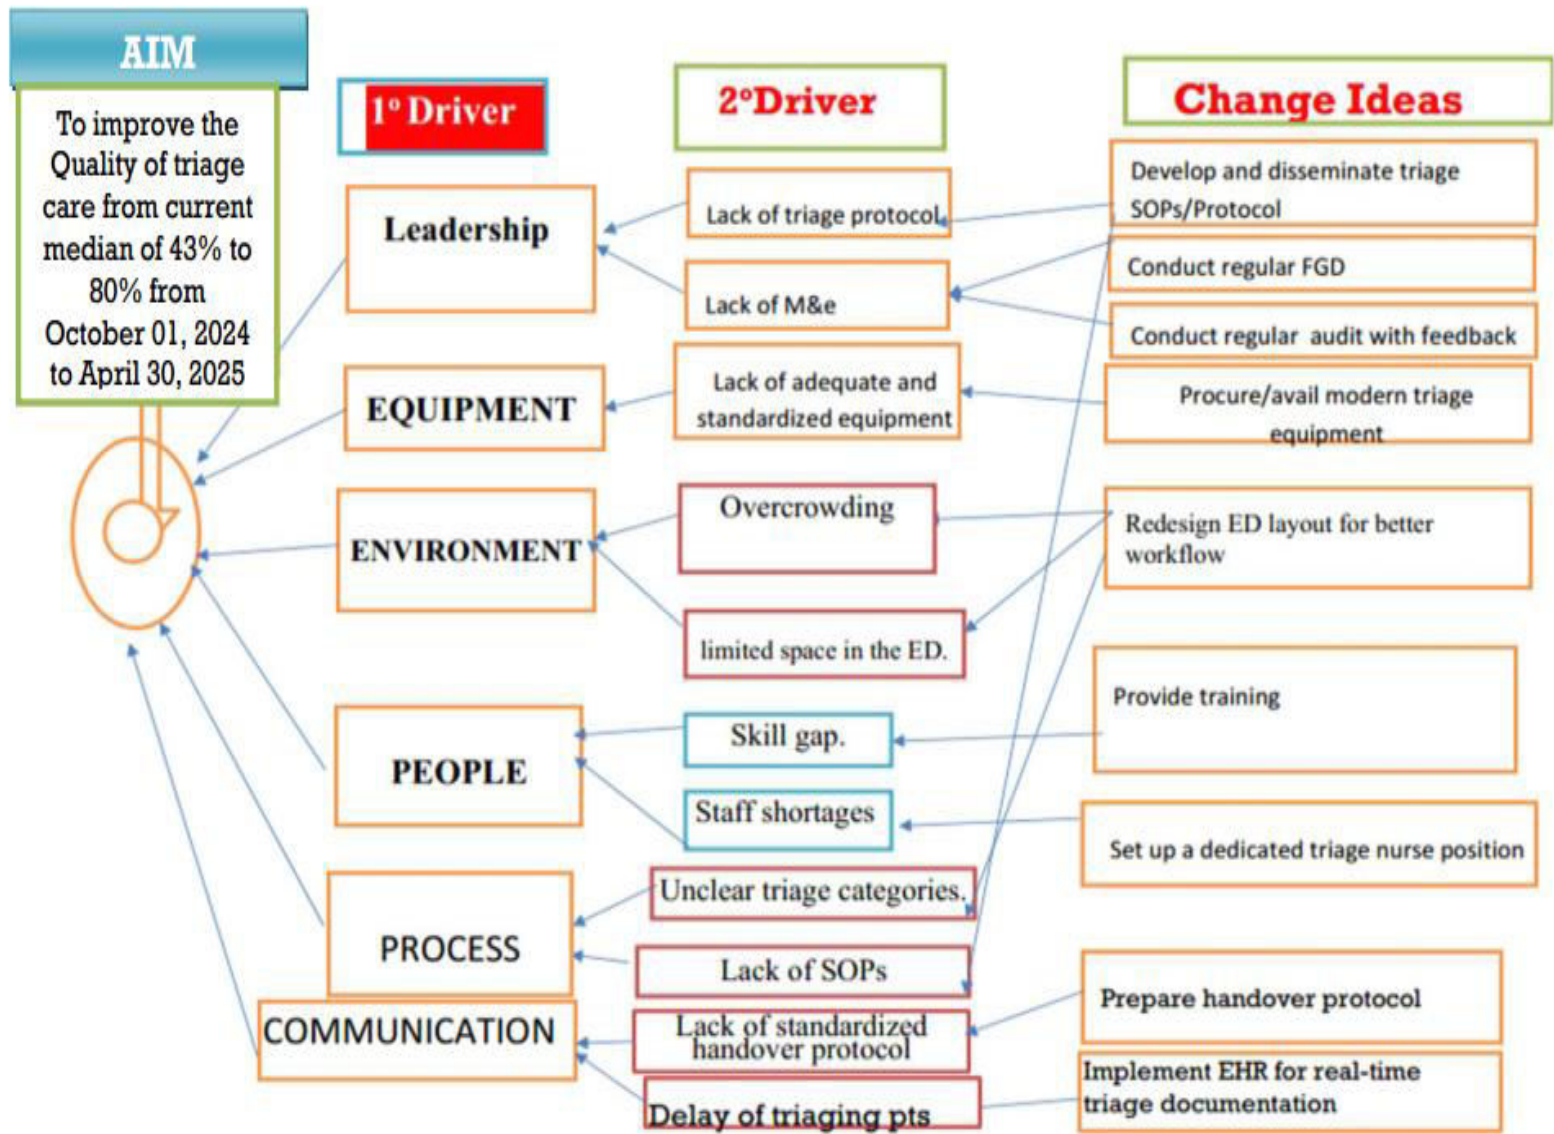 AIM
To improve the
Quality of triage
care from current
median of 43% to
80% from
October 01, 2024
to April 30, 2025
1º Driver
Leadership
EQUIPMENT
ENVIRONMENT
PEOPLE
PROCESS
COMMUNICATION
2ºDriver
Lack of triage protocol
Lack of M&e
Lack of adequate and
standardized equipment
Overcrowding
limited space in the ED.
Skill gap.
Staff shortages
Unclear triage categories.
Lack of SOPs
Lack of standardized
handover protocol
Delay of triaging pts
Change Ideas
Develop and disseminate triage
SOPs/Protocol
Conduct regular FGD
Conduct regular audit with feedback
Procure/avail modern triage
equipment
Redesign ED layout for better
workflow
Provide training
Set up a dedicated triage nurse position
Prepare handover protocol
Implement EHR for real-time
triage documentation